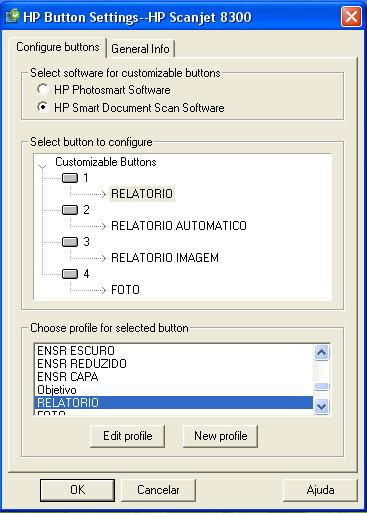 HP Button Settings--HP Scanjet 8300
Configure buttons
General Info
Select software for customizable buttons
HP Photosmart Software
HP Smart Document Scan Software
Select button to configure
Customizable Buttons
1
RELATORIO
2
RELATORIO AUTOMATICO
3
RELATORIO IMAGEM
4
FOTO
Choose profile for selected button
ENSR ESCURO
ENSR REDUZIDO
ENSR CAPA
Objetivo
RELATORIO
FOTO
Edit profile
New profile
OK
Cancelar
Ajuda